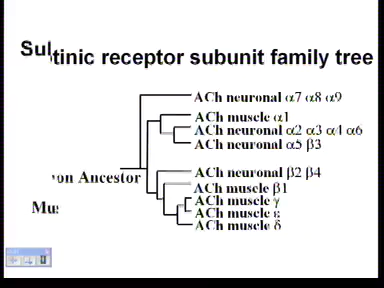 Sul tinic receptor subunit family tree
ACh neuronal α7 α8 α9
ACh muscle α1
ACh neuronal α2 α3 α4 α6
ACh neuronal α5 β3
on Ancestor
ACh neuronal β2 β4
ACh muscle β1
Mus
ACh muscle γ
ACh muscle ε
ACh muscle δ